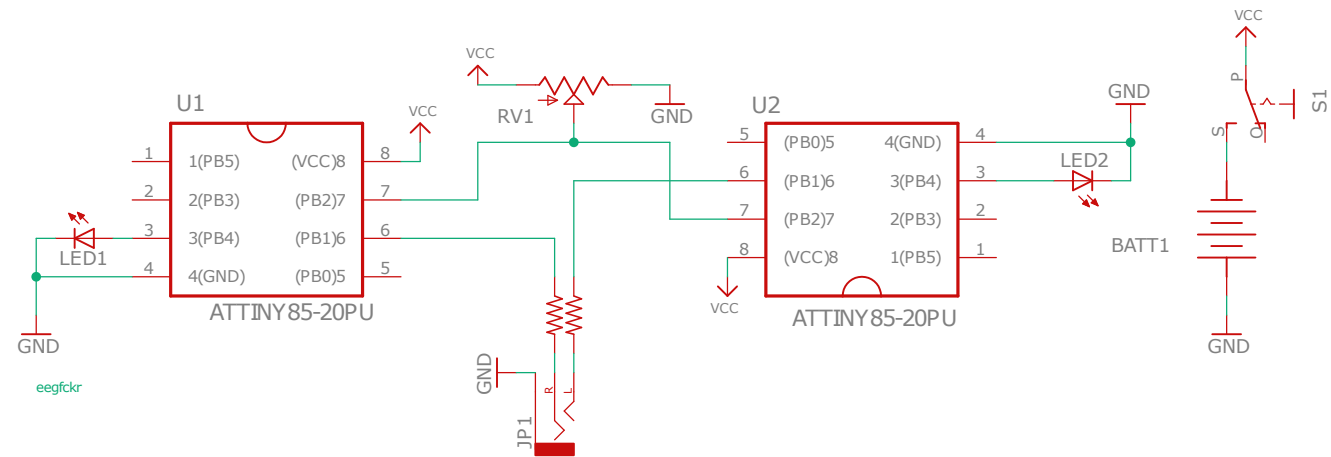 U1
1 1(PB5) (VCC)8 8
2 2(PB3) (PB2)7 7
3 3(PB4) (PB1)6 6
4 4(GND) (PB0)5 5
ATTINY85-20PU
VCC
LED1
GND
eegfckr
VCC
RV1
GND
GND
R
L
JP1
U2
5 (PB0)5 4(GND) 4
6 (PB1)6 3(PB4) 3
7 (PB2)7 2(PB3) 2
8 (VCC)8 1(PB5) 1
ATTINY85-20PU
VCC
GND
LED2
VCC
P
S
O
S1
BATT1
GND